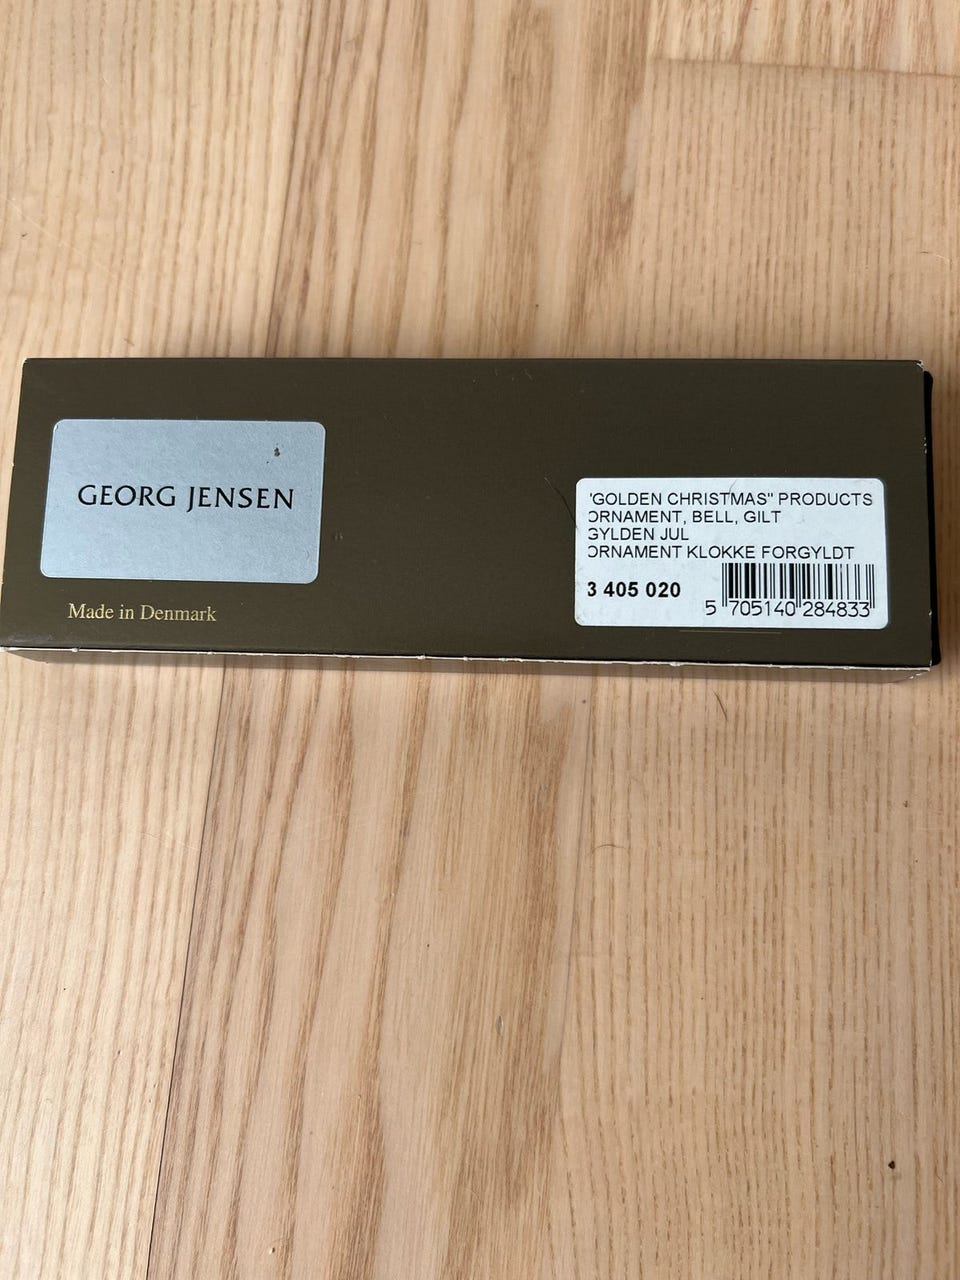 GEORG JENSEN
Made in Denmark
"GOLDEN CHRISTMAS" PRODUCTS
ORNAMENT, BELL, GILT
GYLDEN JUL
ORNAMENT KLOKKE FORGYLDT
3 405 020
5 705140 284833